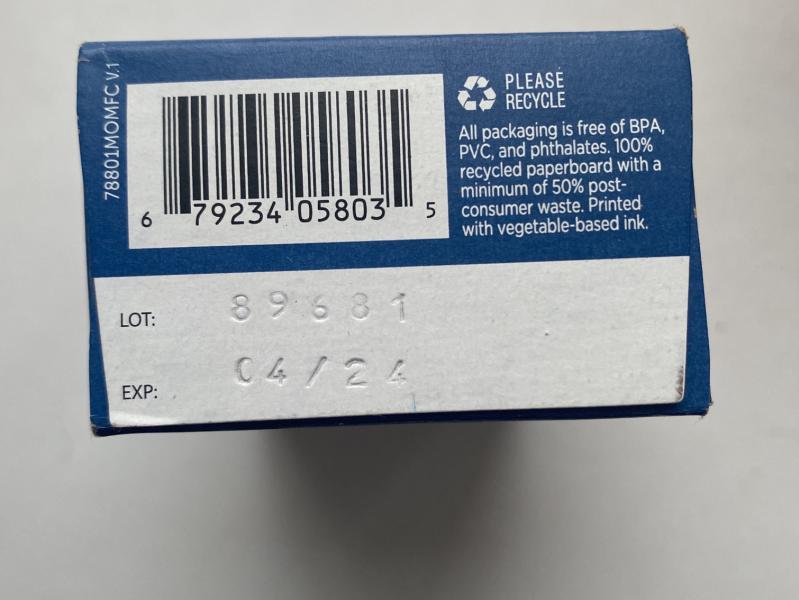 78801MOMFC V.1
6 79234 05803 5
PLEASE
RECYCLE
All packaging is free of BPA,
PVC, and phthalates. 100%
recycled paperboard with a
minimum of 50% post-
consumer waste. Printed
with vegetable-based ink.
LOT: 89681
EXP: 04/24